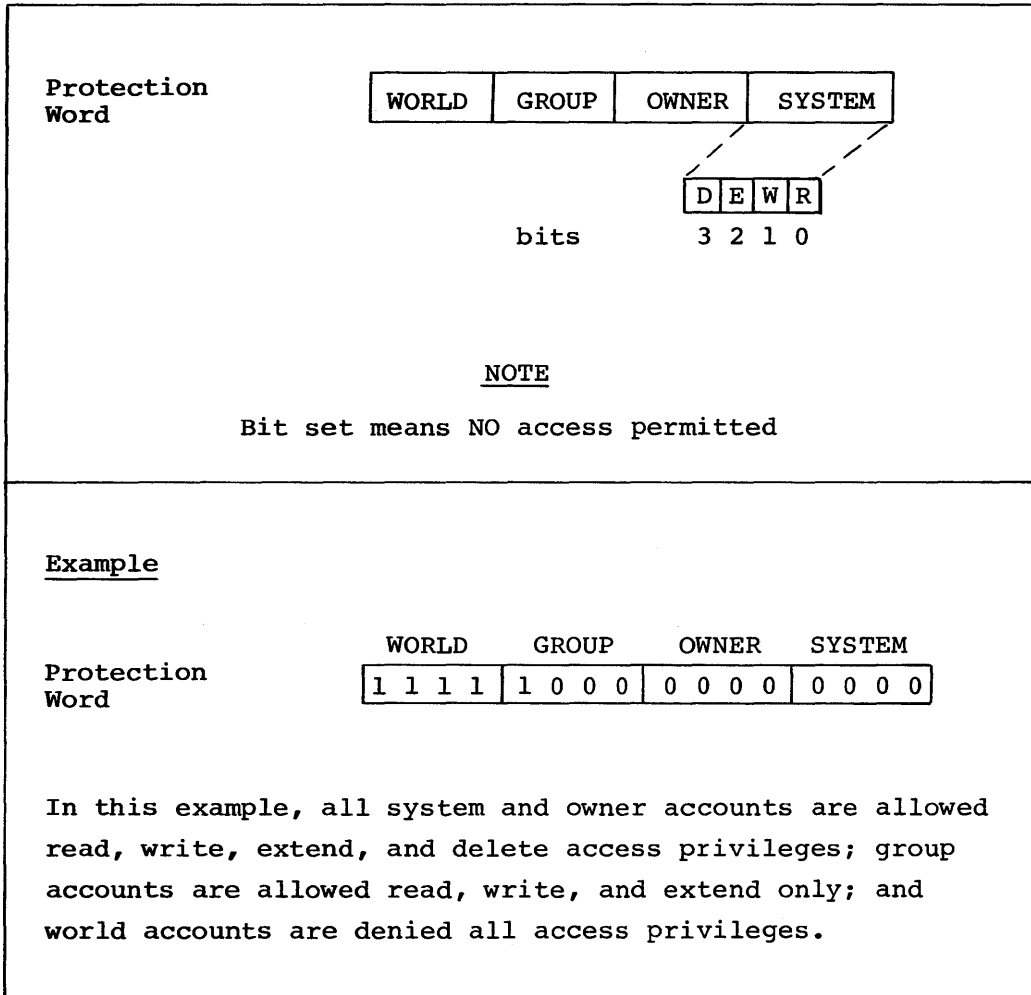 Protection
Word
WORLD GROUP OWNER SYSTEM
D E W R
bits 3 2 1 0
NOTE
Bit set means NO access permitted
Example
WORLD GROUP OWNER SYSTEM
Protection
Word
1 1 1 1 1 0 0 0 0 0 0 0 0 0 0 0
In this example, all system and owner accounts are allowed
read, write, extend, and delete access privileges; group
accounts are allowed read, write, and extend only; and
world accounts are denied all access privileges.